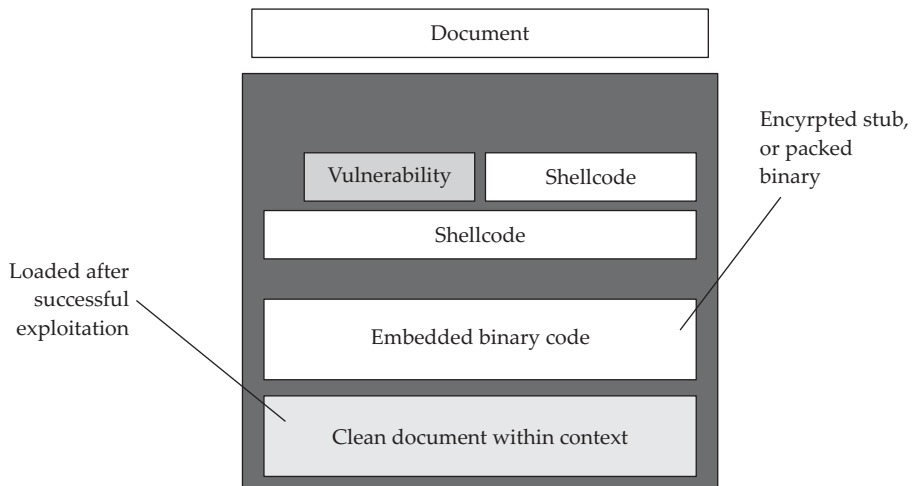 Document
Encyrpted stub,
or packed
binary
Vulnerability
Shellcode
Shellcode
Loaded after
successful
exploitation
Embedded binary code
Clean document within context